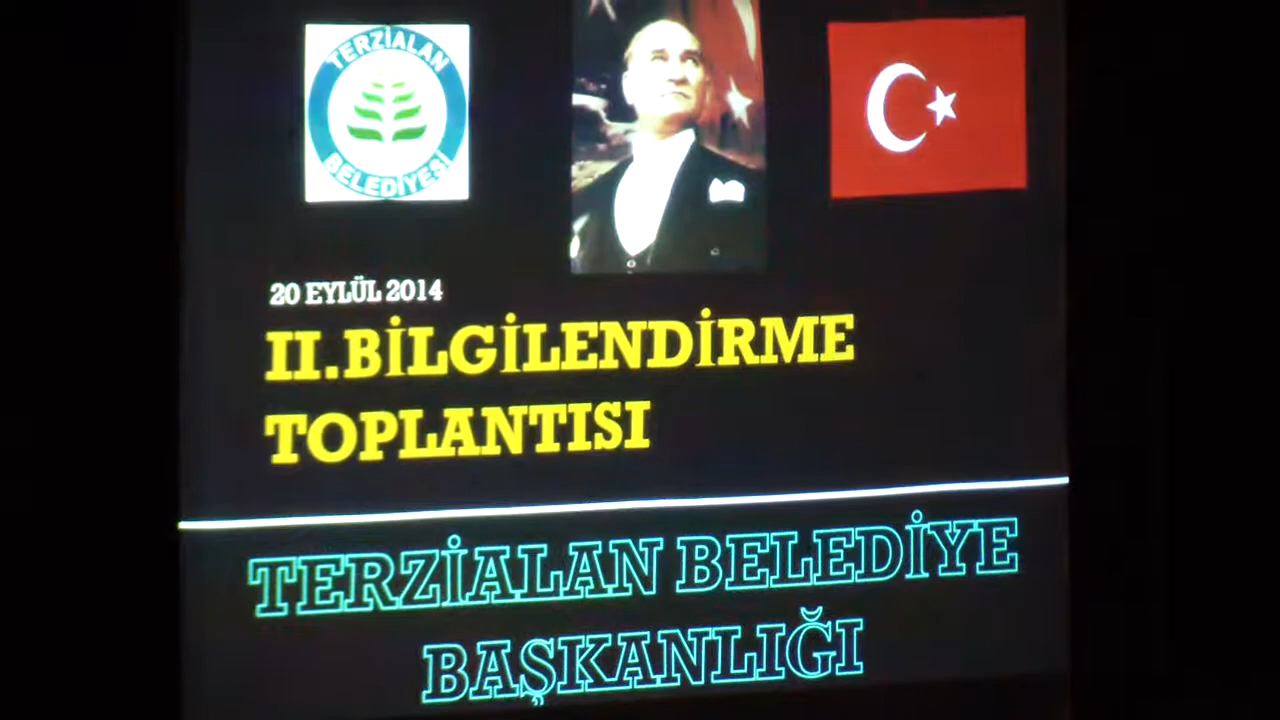 TERZİALAN
BELEDİYESİ
20 EYLÜL 2014
II.BİLGİLENDİRME
TOPLANTISI
TERZİALAN BELEDİYE
BAŞKANLIĞI